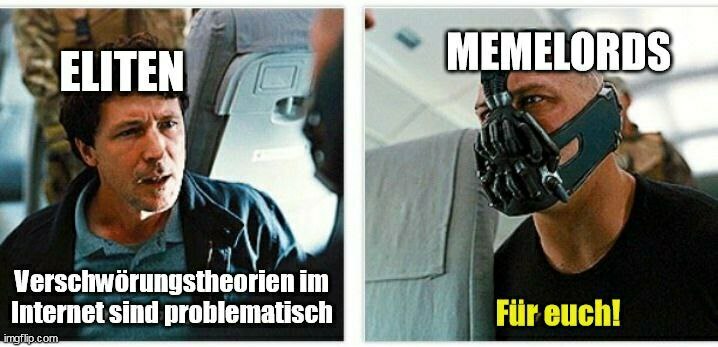 ELITEN
Verschwörungstheorien im
Internet sind problematisch
MEMELORDS
Für euch!
imgflip.com